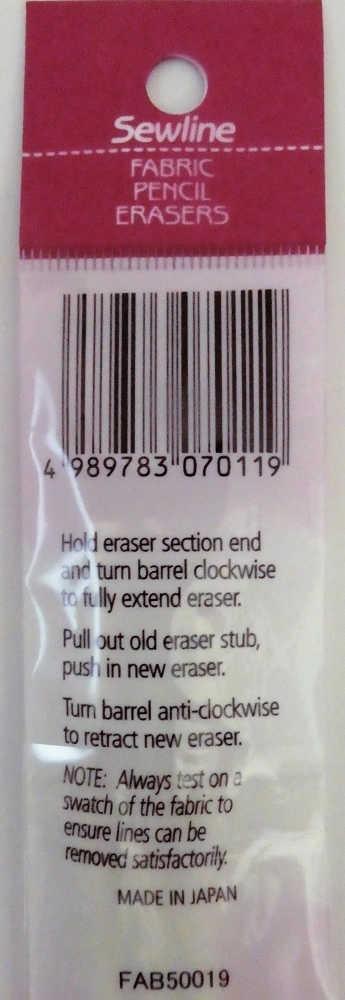 Sewline
FABRIC
PENCIL
ERASERS
4 989783 070119
Hold eraser section end
and turn barrel clockwise
to fully extend eraser.
Pull out old eraser stub,
push in new eraser.
Turn barrel anti-clockwise
to retract new eraser.
NOTE: Always test on a
swatch of the fabric to
ensure lines can be
removed satisfactorily.
MADE IN JAPAN
FAB50019